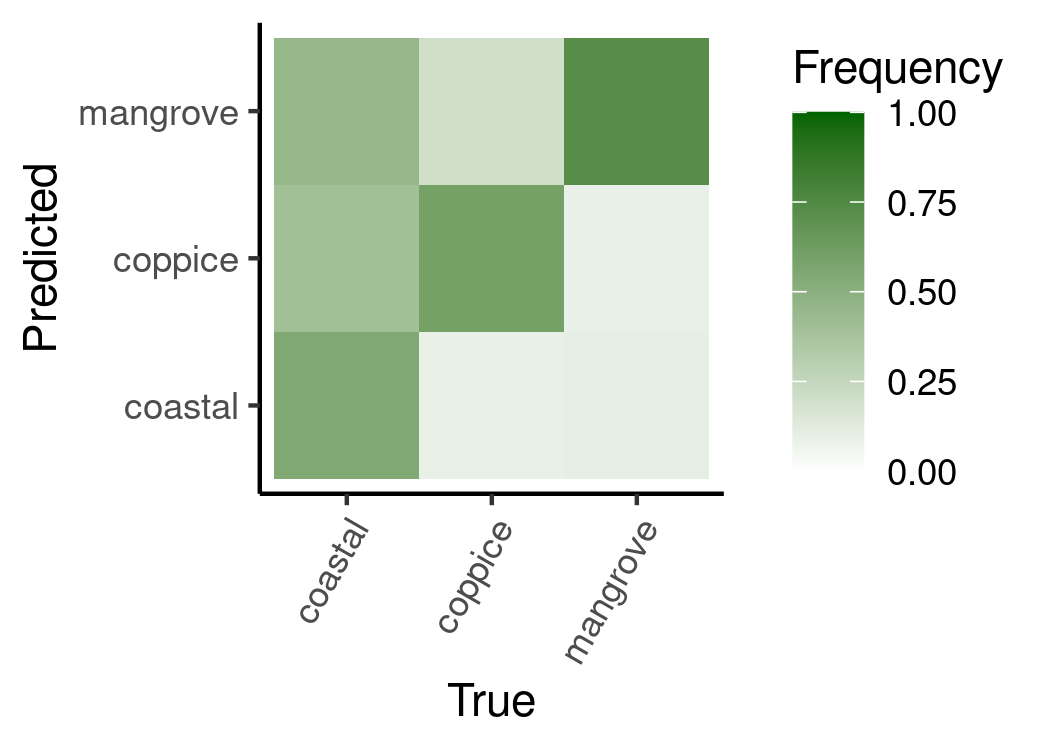 Predicted
mangrove
coppice
coastal
coastal
coppice
mangrove
True
Frequency
1.00
0.75
0.50
0.25
0.00